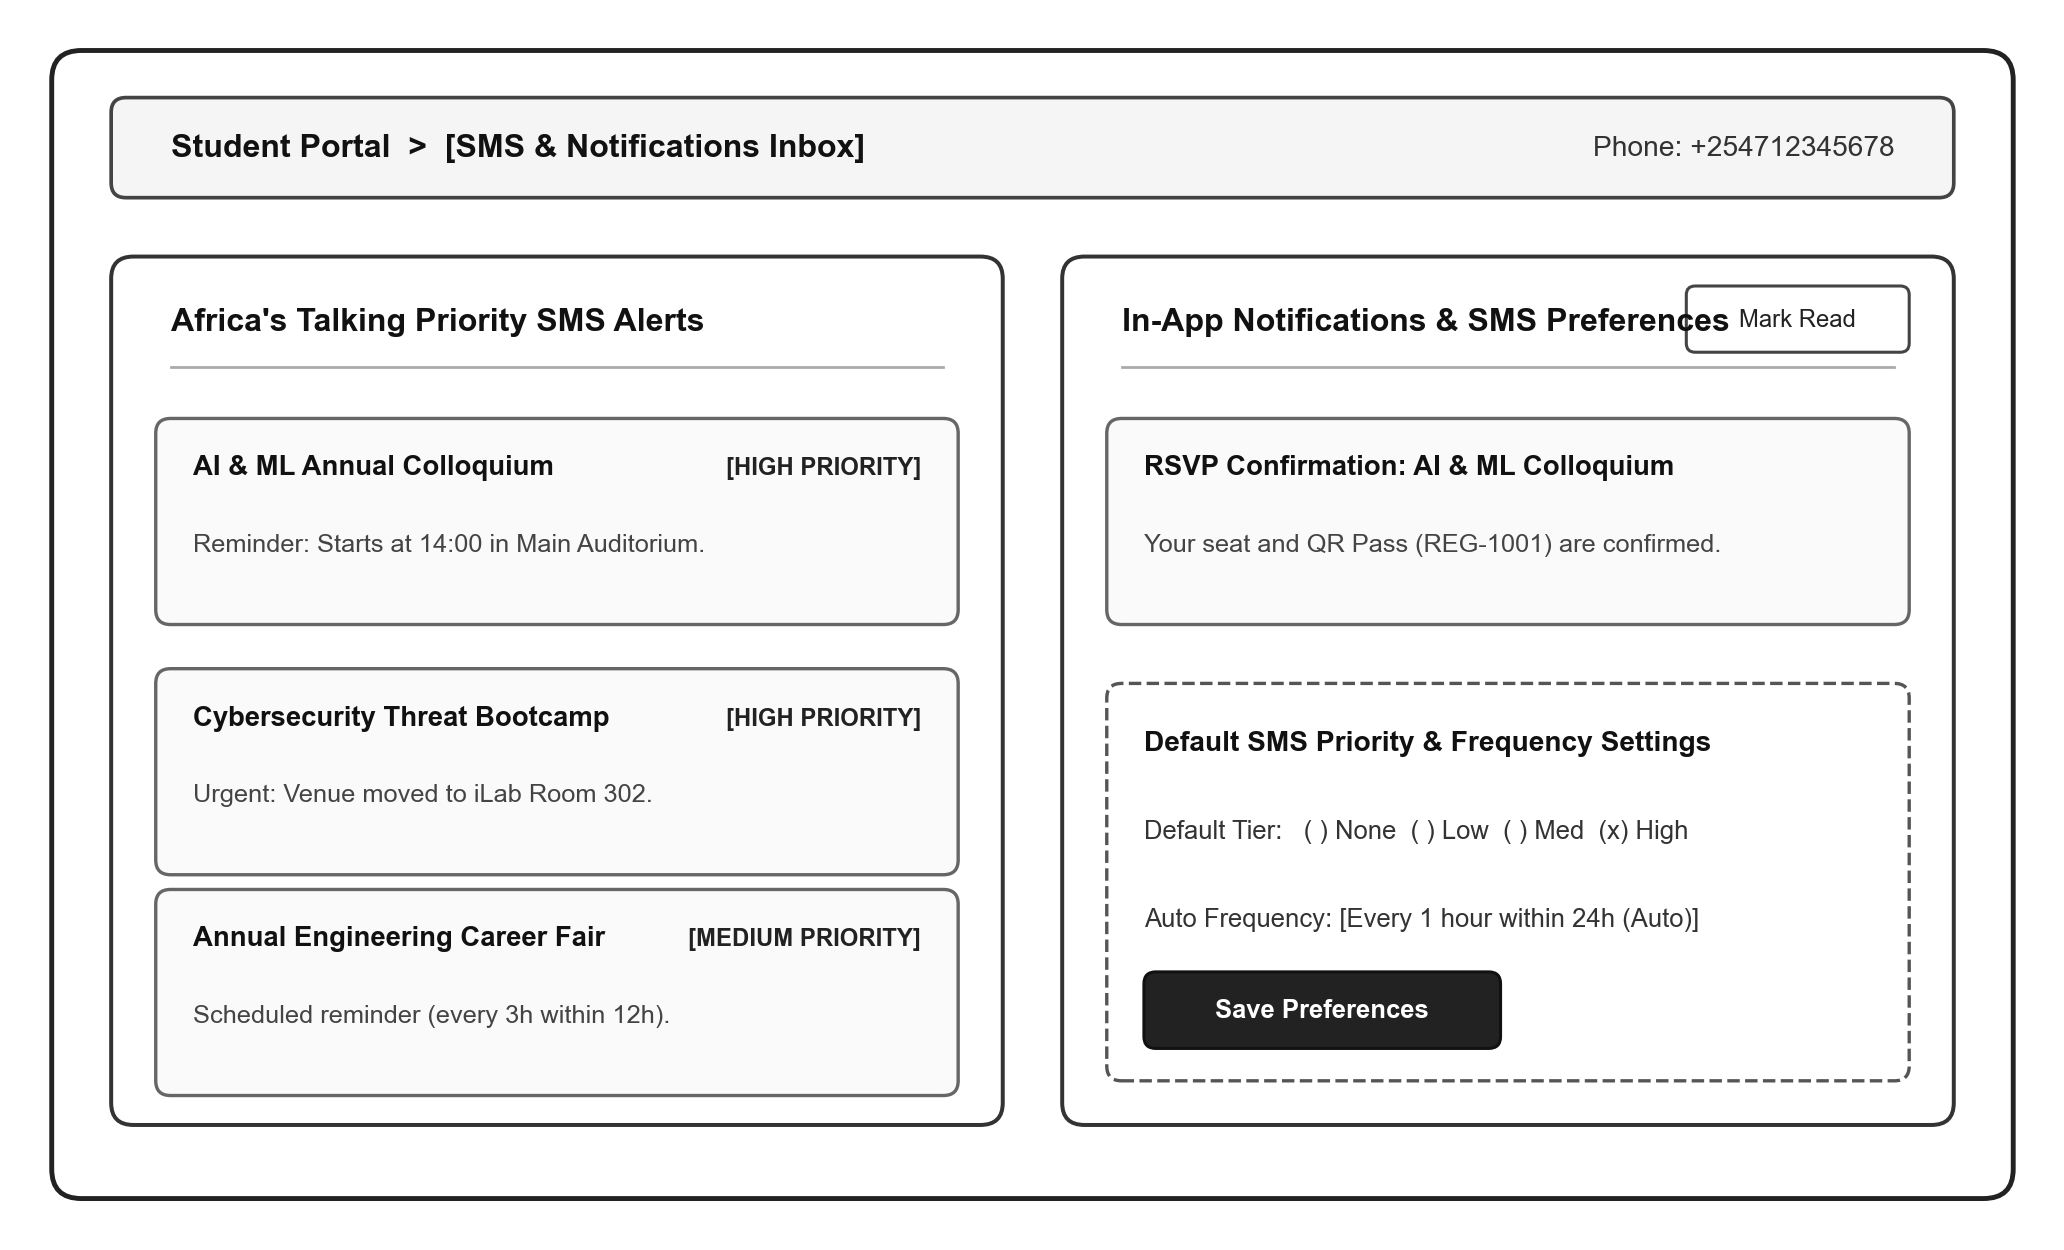 Student Portal > [SMS & Notifications Inbox]
Phone: +254712345678
Africa's Talking Priority SMS Alerts
AI & ML Annual Colloquium [HIGH PRIORITY]
Reminder: Starts at 14:00 in Main Auditorium.
Cybersecurity Threat Bootcamp [HIGH PRIORITY]
Urgent: Venue moved to iLab Room 302.
Annual Engineering Career Fair [MEDIUM PRIORITY]
Scheduled reminder (every 3h within 12h).
In-App Notifications & SMS Preferences
Mark Read
RSVP Confirmation: AI & ML Colloquium
Your seat and QR Pass (REG-1001) are confirmed.
Default SMS Priority & Frequency Settings
Default Tier: ( ) None ( ) Low ( ) Med (x) High
Auto Frequency: [Every 1 hour within 24h (Auto)]
Save Preferences